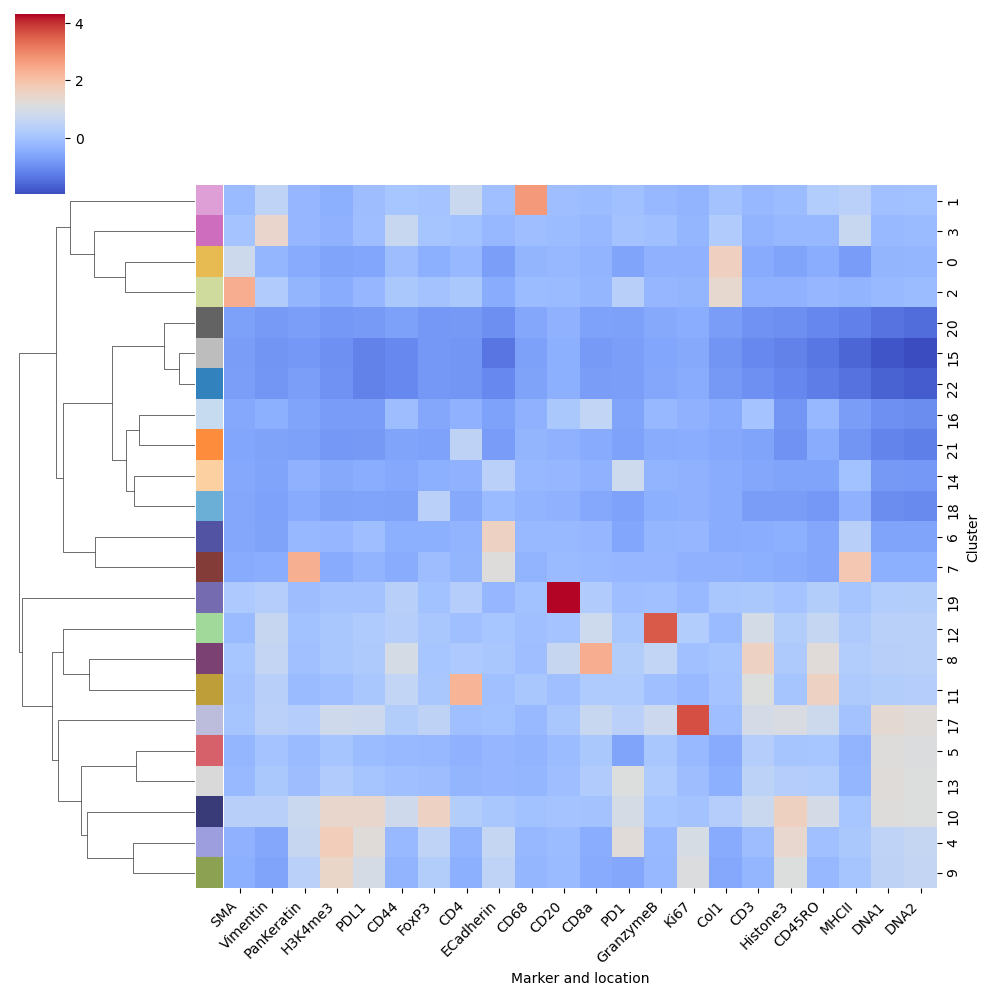 4
2
0
1
3
0
2
20
15
22
16
21
14
18
6
7
19
12
8
11
17
5
13
10
4
9
Cluster
SMA
Vimentin
PanKeratin
H3K4me3
PDL1
CD44
FoxP3
CD4
ECadherin
CD68
CD20
CD8a
PD1
GranzymeB
Ki67
Col1
CD3
Histone3
CD45RO
MHCII
DNA1
DNA2
Marker and location